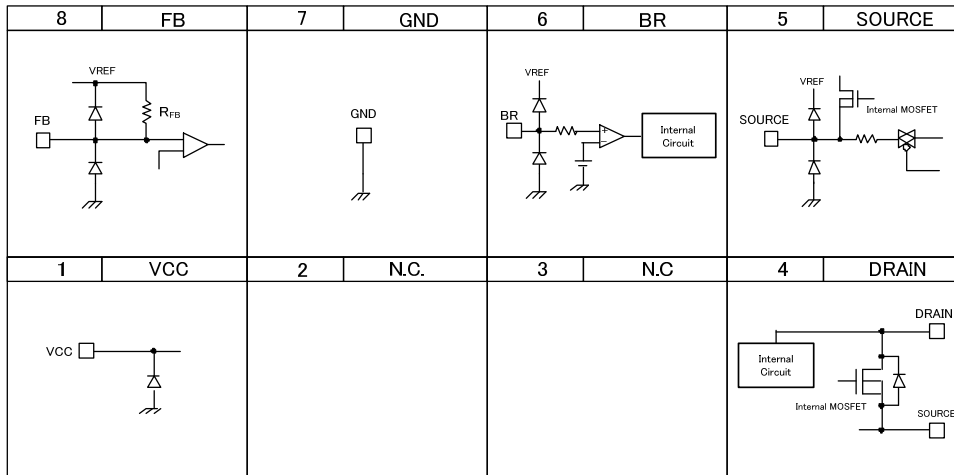 8 FB 7 GND 6 BR 5 SOURCE
VREF
FB
R_FB
GND
VREF
BR
+
−
Internal
Circuit
VREF
Internal MOSFET
SOURCE
1 VCC 2 N.C. 3 N.C 4 DRAIN
VCC
DRAIN
Internal
Circuit
Internal MOSFET
SOURCE